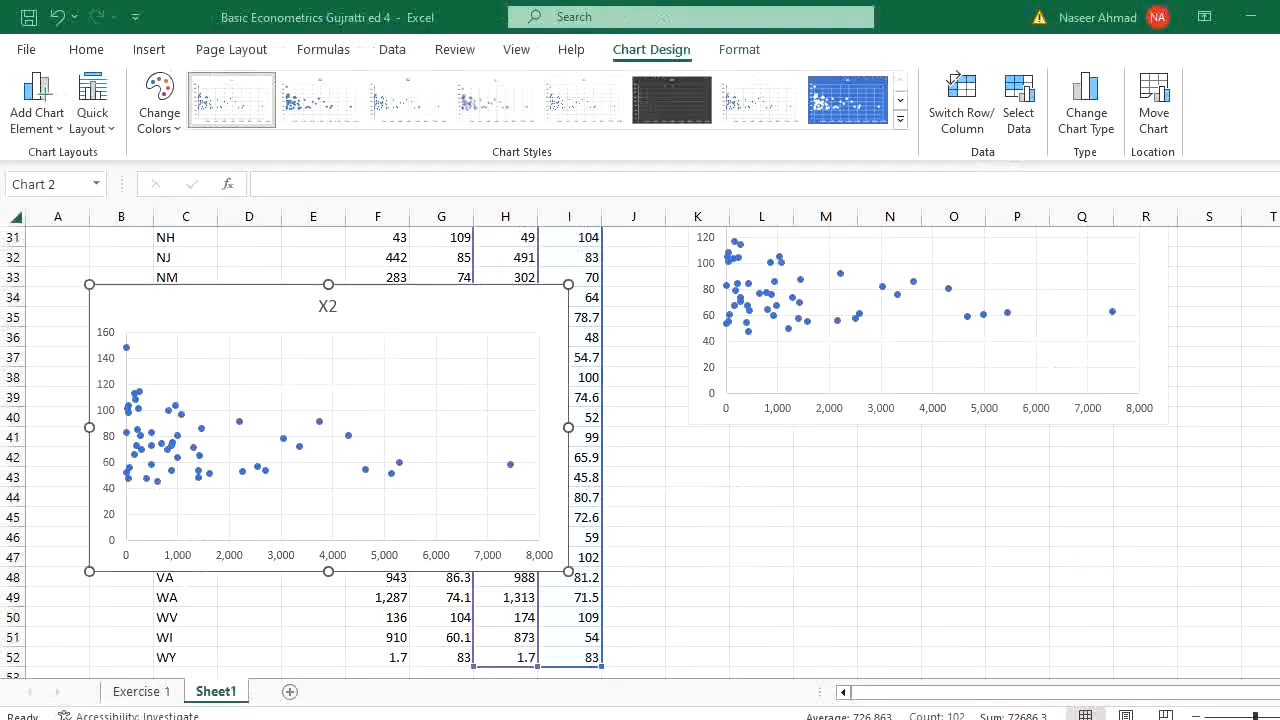 Basic Econometrics Gujratti ed 4 - Excel
Search
Naseer Ahmad NA
File Home Insert Page Layout Formulas Data Review View Help Chart Design Format
Add Chart Element Quick Layout Change Colors Switch Row/ Column Select Data Change Chart Type Move Chart
Chart Layouts Chart Styles Data Type Location
Chart 2 fx
A B C D E F G H I J K L M N O P Q R S T
31 NH 43 109 49 104
32 NJ 442 85 491 83
33 NM 283 74 302 70
34 64
35 78.7
36 48
37 54.7
38 100
39 74.6
40 52
41 99
42 65.9
43 45.8
44 80.7
45 72.6
46 59
47 102
48 VA 943 86.3 988 81.2
49 WA 1,287 74.1 1,313 71.5
50 WV 136 104 174 109
51 WI 910 60.1 873 54
52 WY 1.7 83 1.7 83
X2
160
140
120
100
80
60
40
20
0
0 1,000 2,000 3,000 4,000 5,000 6,000 7,000 8,000
120
100
80
60
40
20
0
0 1,000 2,000 3,000 4,000 5,000 6,000 7,000 8,000
Exercise 1 Sheet1
Ready Accessibility: Investigate Average: 726.863 Count: 102 Sum: 72686.3